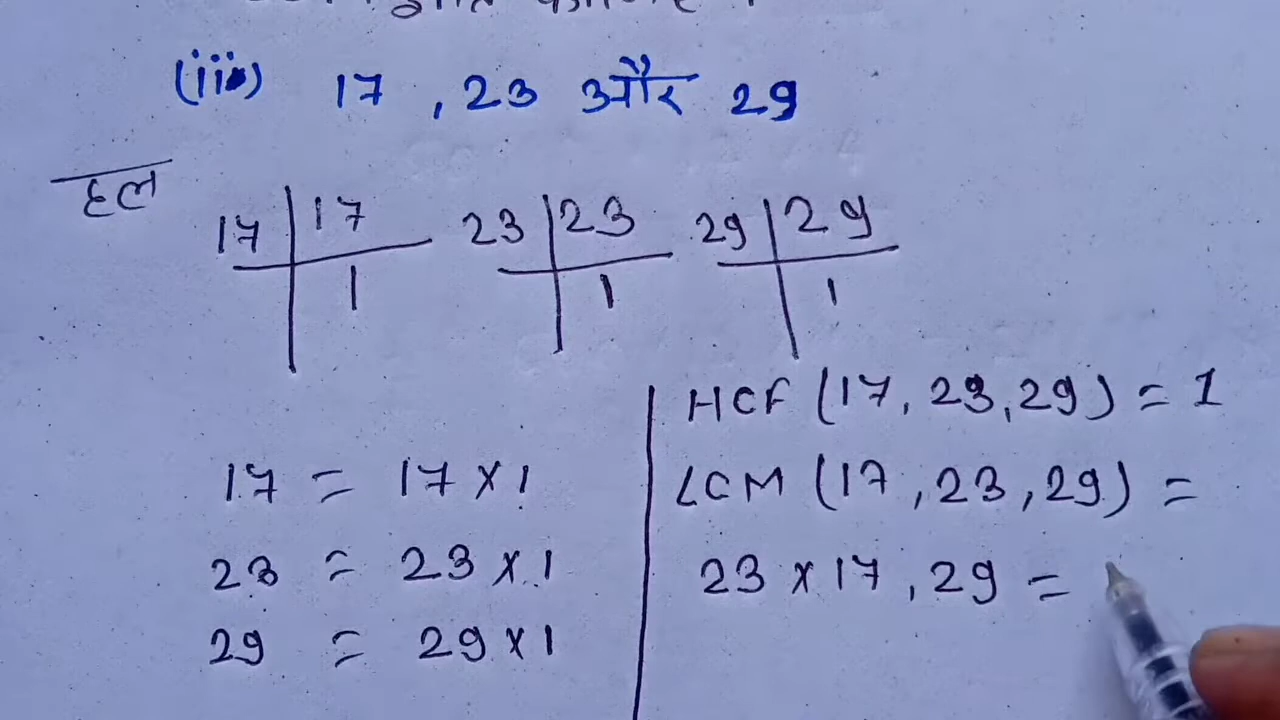 (iii) 17 , 23 और 29
हल
17 | 17 23 | 23 29 | 29
1 1 1
HCF (17, 23, 29) = 1
17 = 17 × 1
LCM (17, 23, 29) =
23 = 23 × 1
23 × 17 , 29 =
29 = 29 × 1